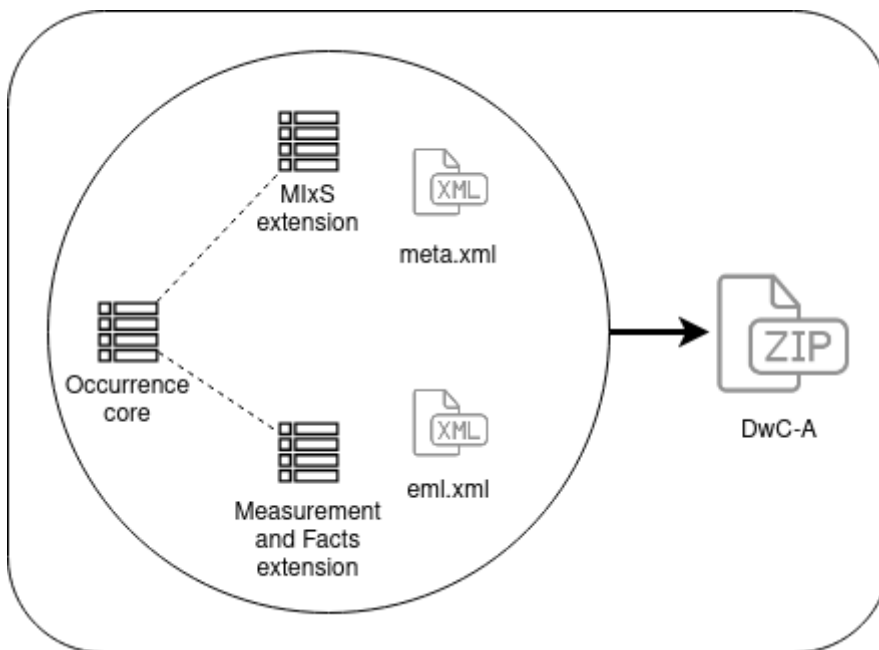 MIxS
extension
XML
meta.xml
Occurrence
core
ZIP
DwC-A
XML
eml.xml
Measurement
and Facts
extension